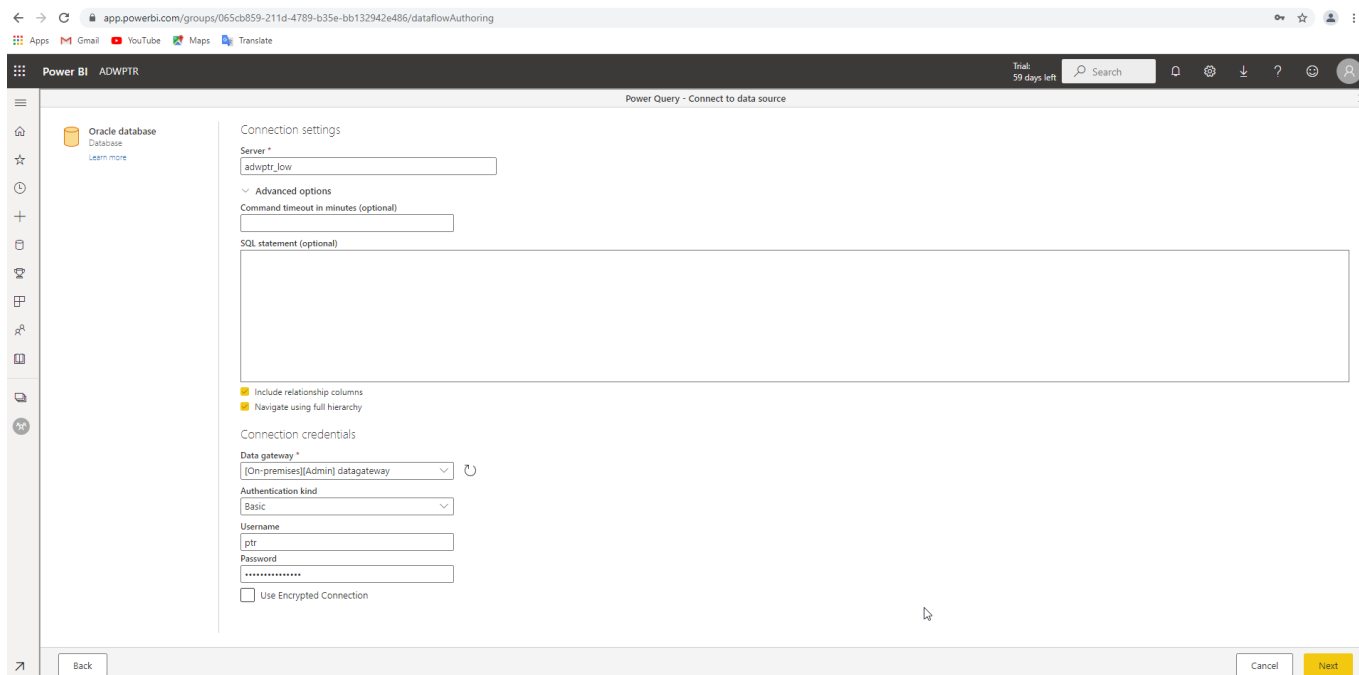 app.powerbi.com/groups/065cb859-211d-4789-b35e-bb132942e486/dataflowAuthoring
Apps Gmail YouTube Maps Translate
Power BI ADWPTR
Trial:
59 days left
Search
Power Query - Connect to data source
Oracle database
Database
Learn more
Connection settings
Server *
adwptr_low
Advanced options
Command timeout in minutes (optional)
SQL statement (optional)
Include relationship columns
Navigate using full hierarchy
Connection credentials
Data gateway *
[On-premises][Admin] datagateway
Authentication kind
Basic
Username
ptr
Password
•••••••••••••••
Use Encrypted Connection
Back
Cancel
Next